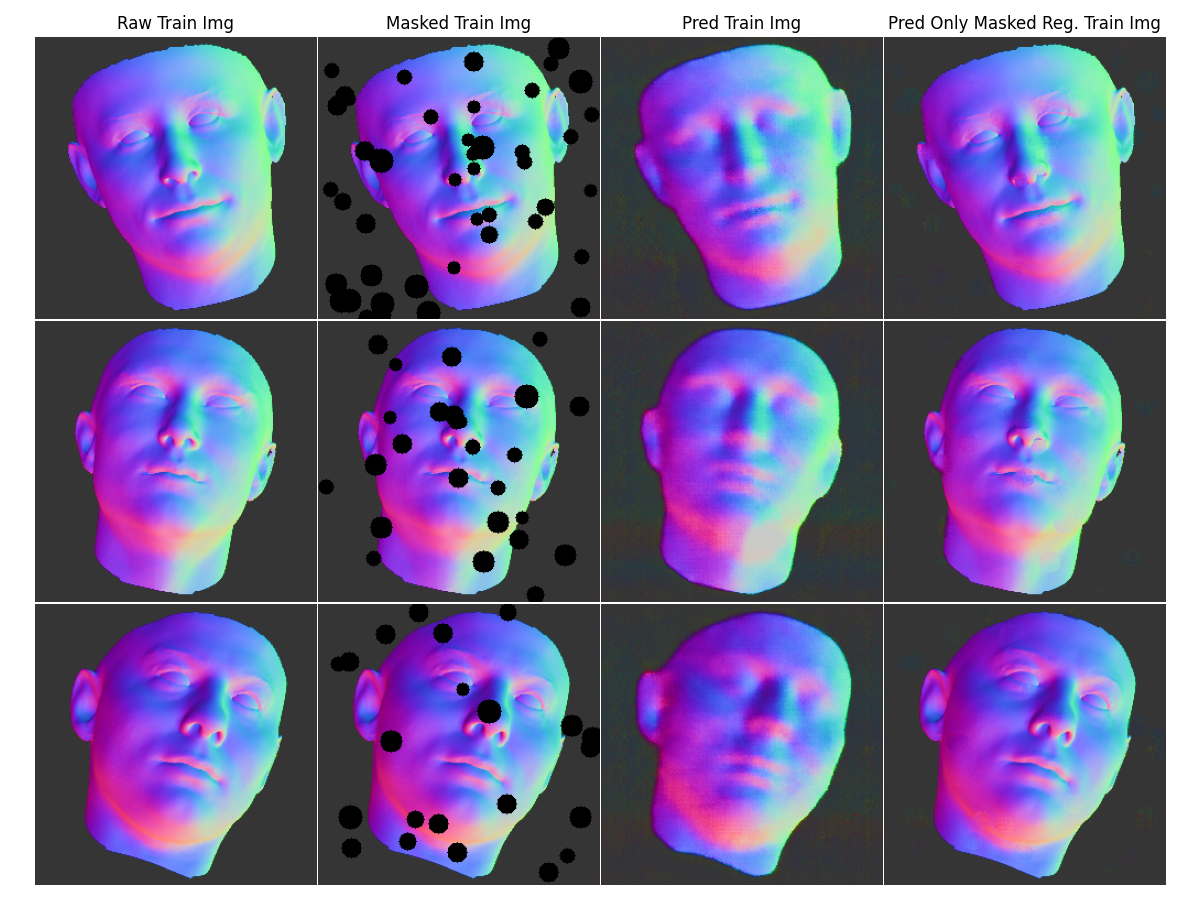 Raw Train Img
Masked Train Img
Pred Train Img
Pred Only Masked Reg. Train Img